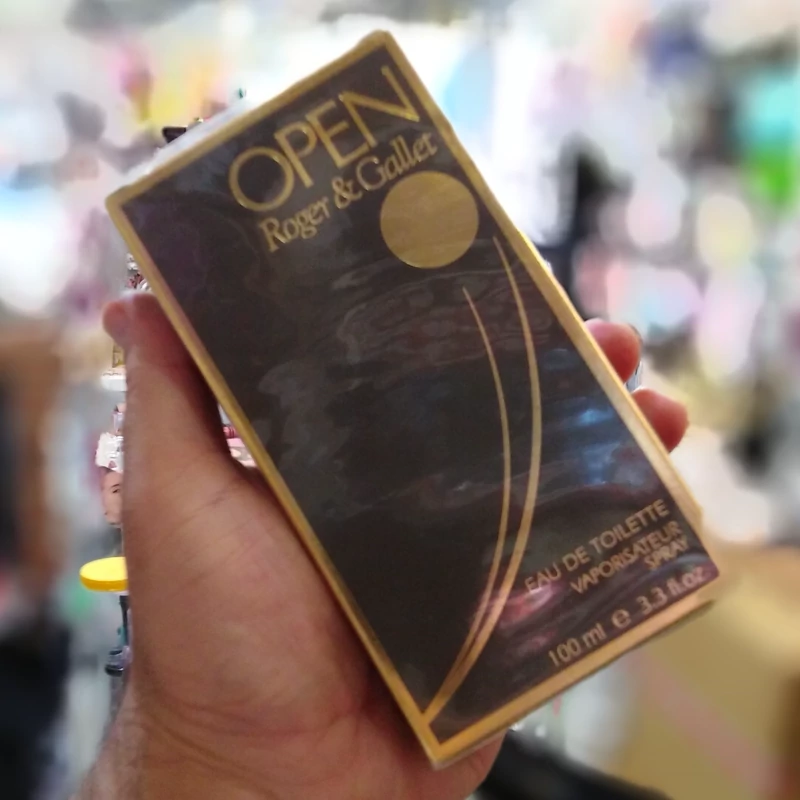 OPEN
Roger & Gallet
EAU DE TOILETTE
VAPORISATEUR
SPRAY
100 ml e 3.3 fl.oz